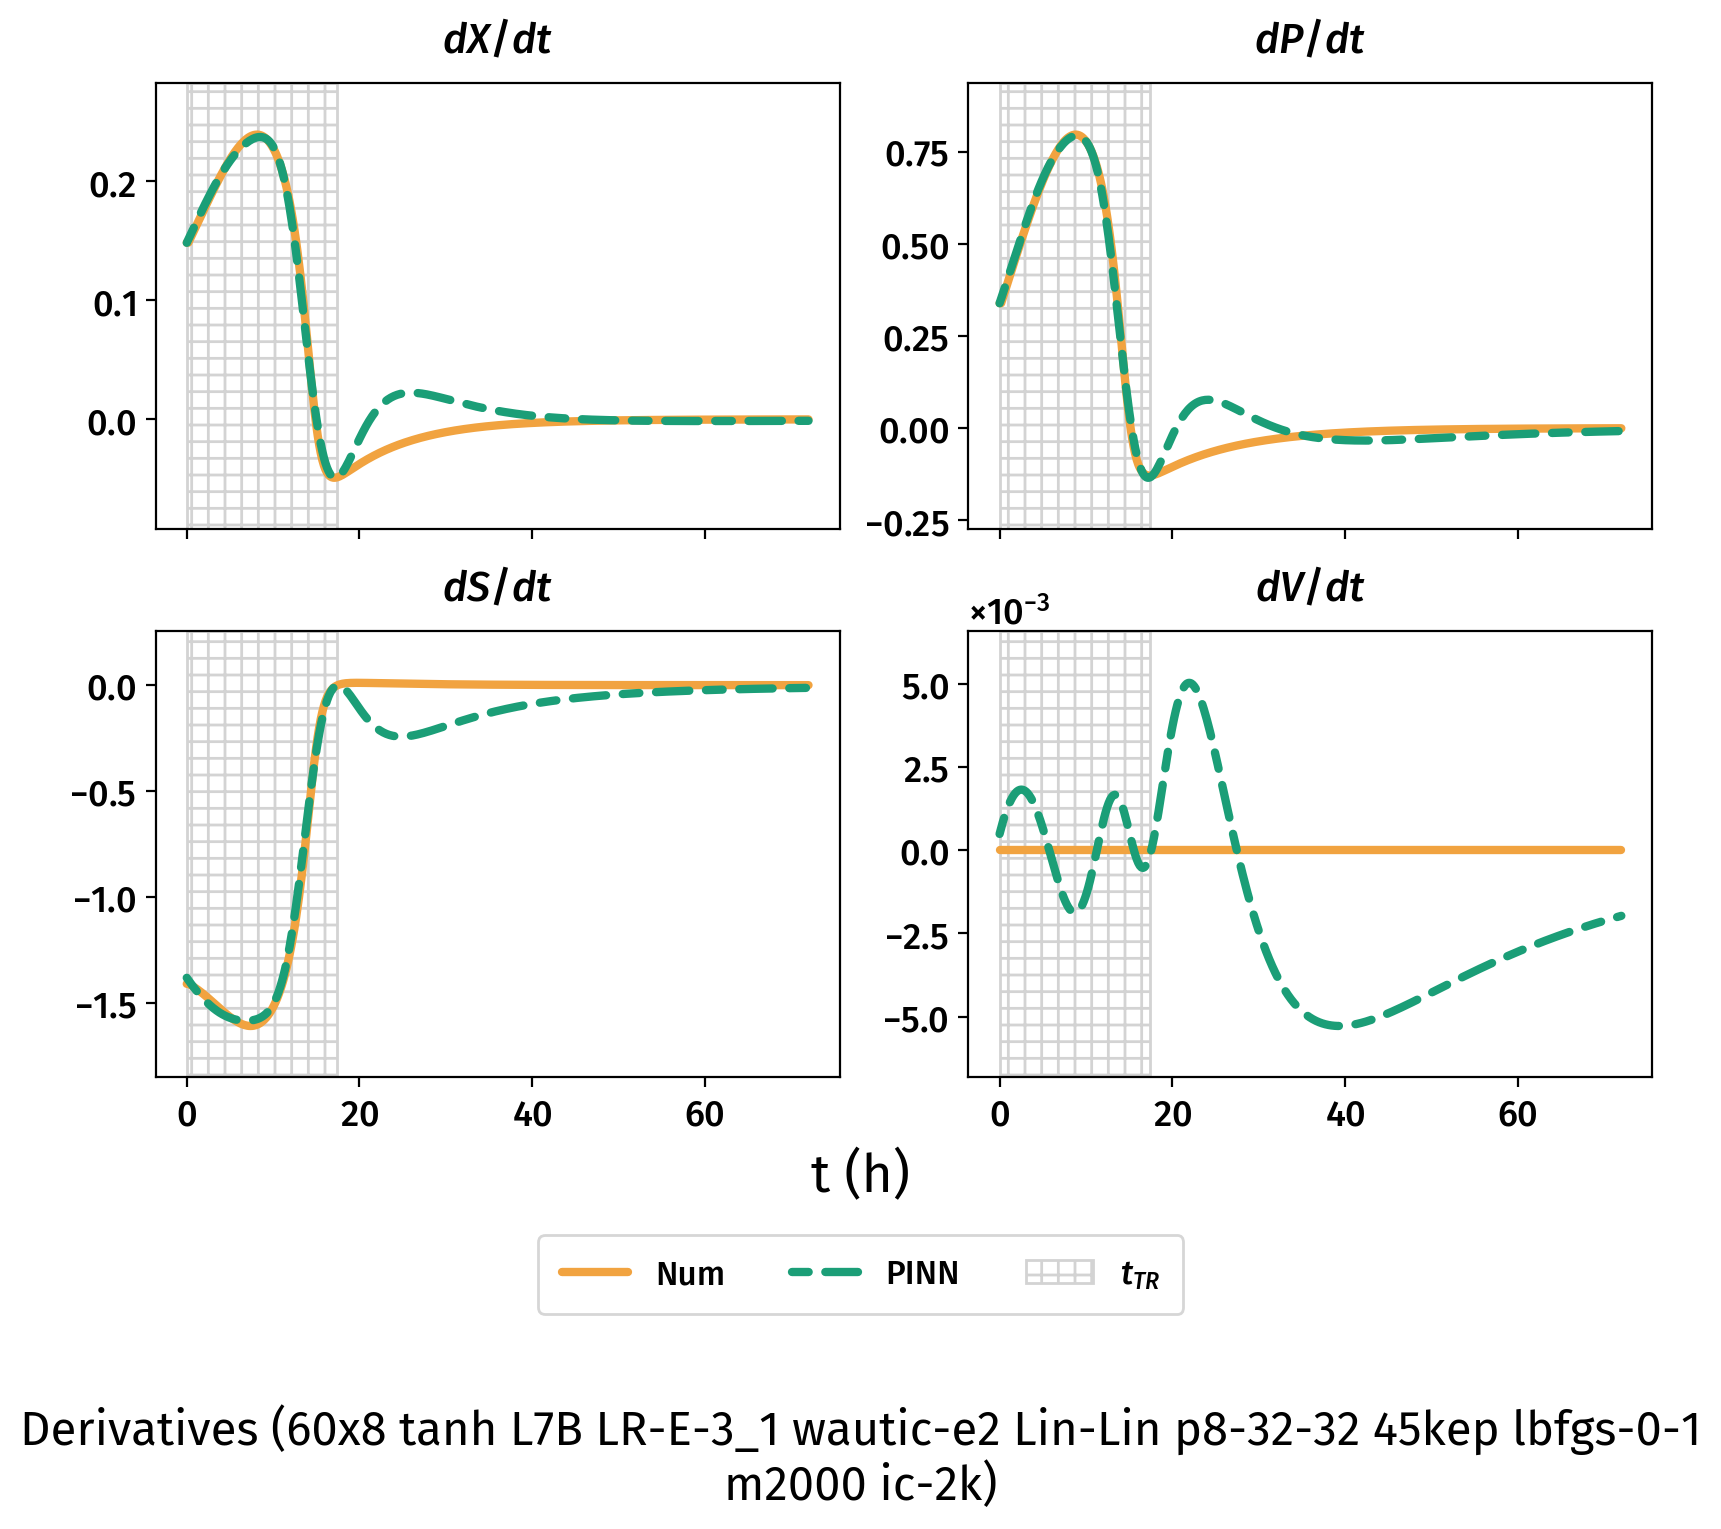 dX/dt
dP/dt
0.2
0.1
0.0
0.75
0.50
0.25
0.00
−0.25
dS/dt
dV/dt
×10⁻³
0.0
−0.5
−1.0
−1.5
5.0
2.5
0.0
−2.5
−5.0
0 20 40 60
0 20 40 60
t (h)
Num PINN t_TR
Derivatives (60x8 tanh L7B LR-E-3_1 wautic-e2 Lin-Lin p8-32-32 45kep lbfgs-0-1
m2000 ic-2k)